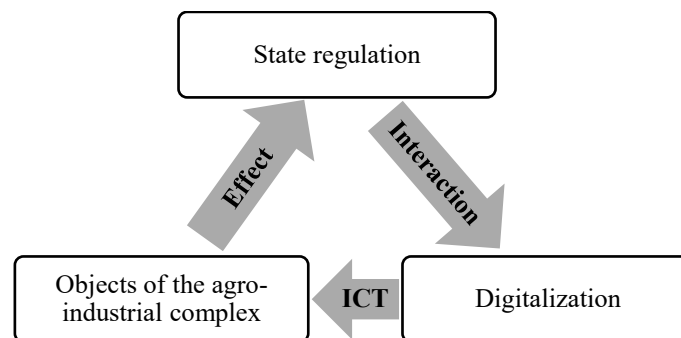 State regulation
Effect
Interaction
Objects of the agro-
industrial complex
ICT
Digitalization